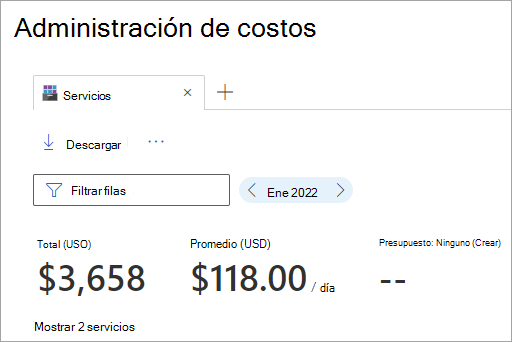 Administración de costos
Servicios
Descargar
Filtrar filas
Ene 2022
Total (USO)
Promedio (USD)
Presupuesto: Ninguno (Crear)
$3,658
$118.00 / día
--
Mostrar 2 servicios